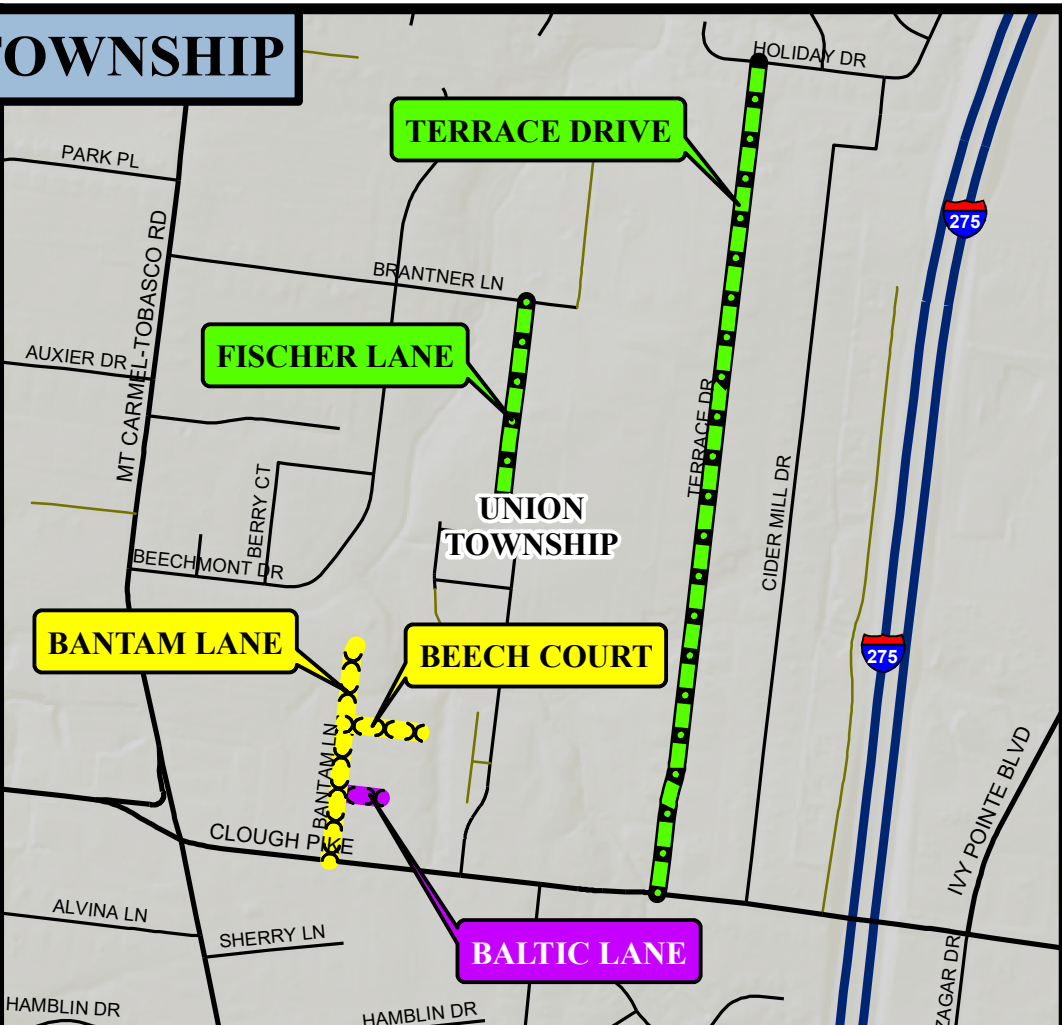 TOWNSHIP
HOLIDAY DR
TERRACE DRIVE
PARK PL
275
MT CARMEL-TOBASCO RD
BRANTNER LN
FISCHER LANE
AUXIER DR
TERRACE DR
CIDER MILL DR
BERRY CT
UNION
TOWNSHIP
BEECHMONT DR
BANTAM LANE
BEECH COURT
275
BANTAM LN
IVY POINTE BLVD
CLOUGH PIKE
ALVINA LN
SHERRY LN
BALTIC LANE
ZAGAR DR
HAMBLIN DR
HAMBLIN DR